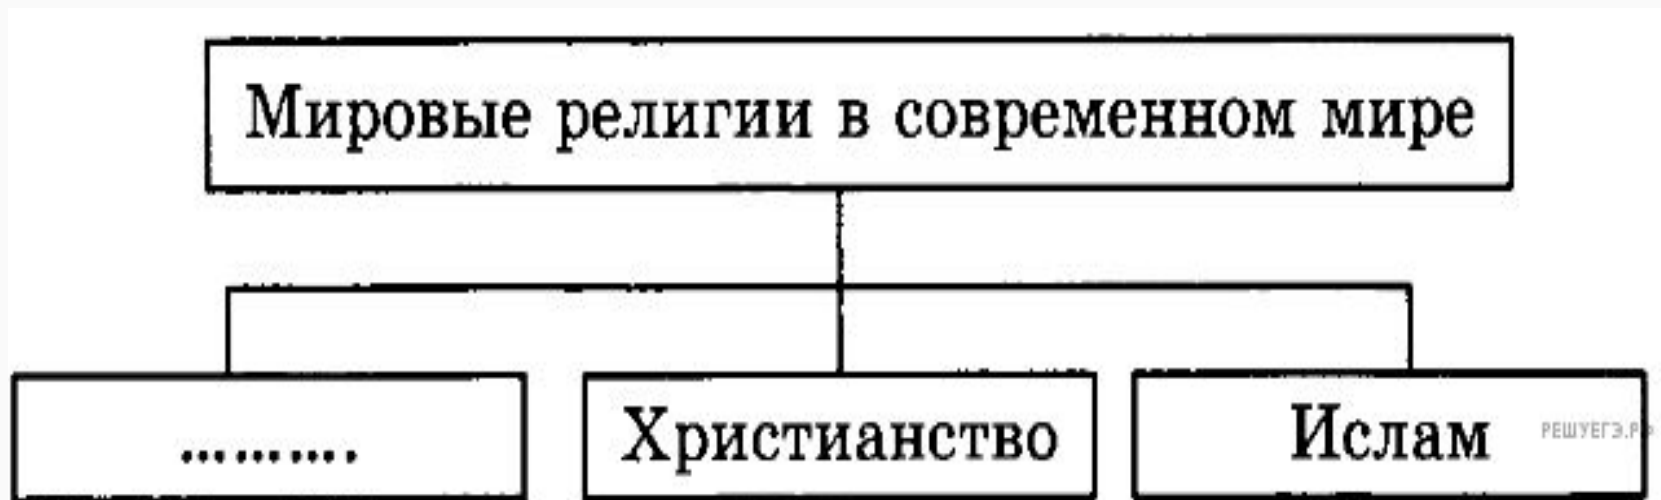 Мировые религии в современном мире
..........
Христианство
Ислам
РЕШУЕГЭ.РФ